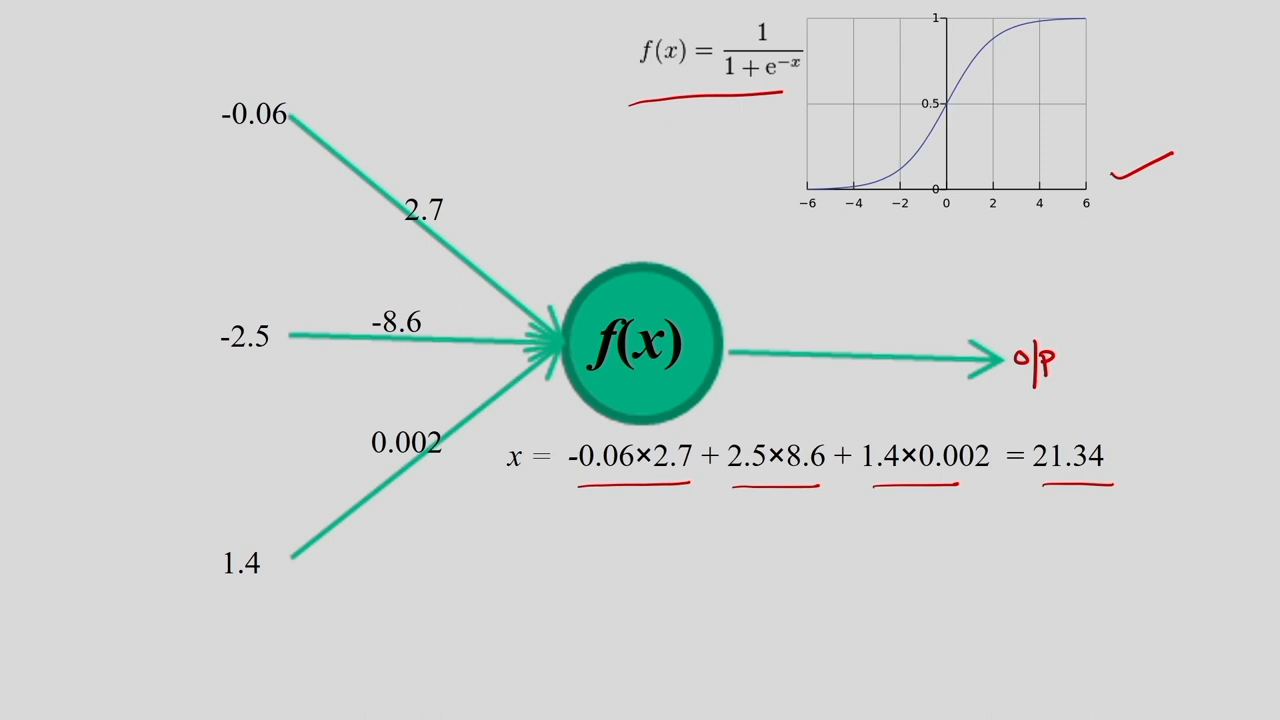 f(x) = 1 / (1 + e⁻ˣ)
1
0.5
0
−6 −4 −2 0 2 4 6
-0.06
2.7
-8.6
-2.5
f(x)
o/p
0.002
x = -0.06×2.7 + 2.5×8.6 + 1.4×0.002 = 21.34
1.4